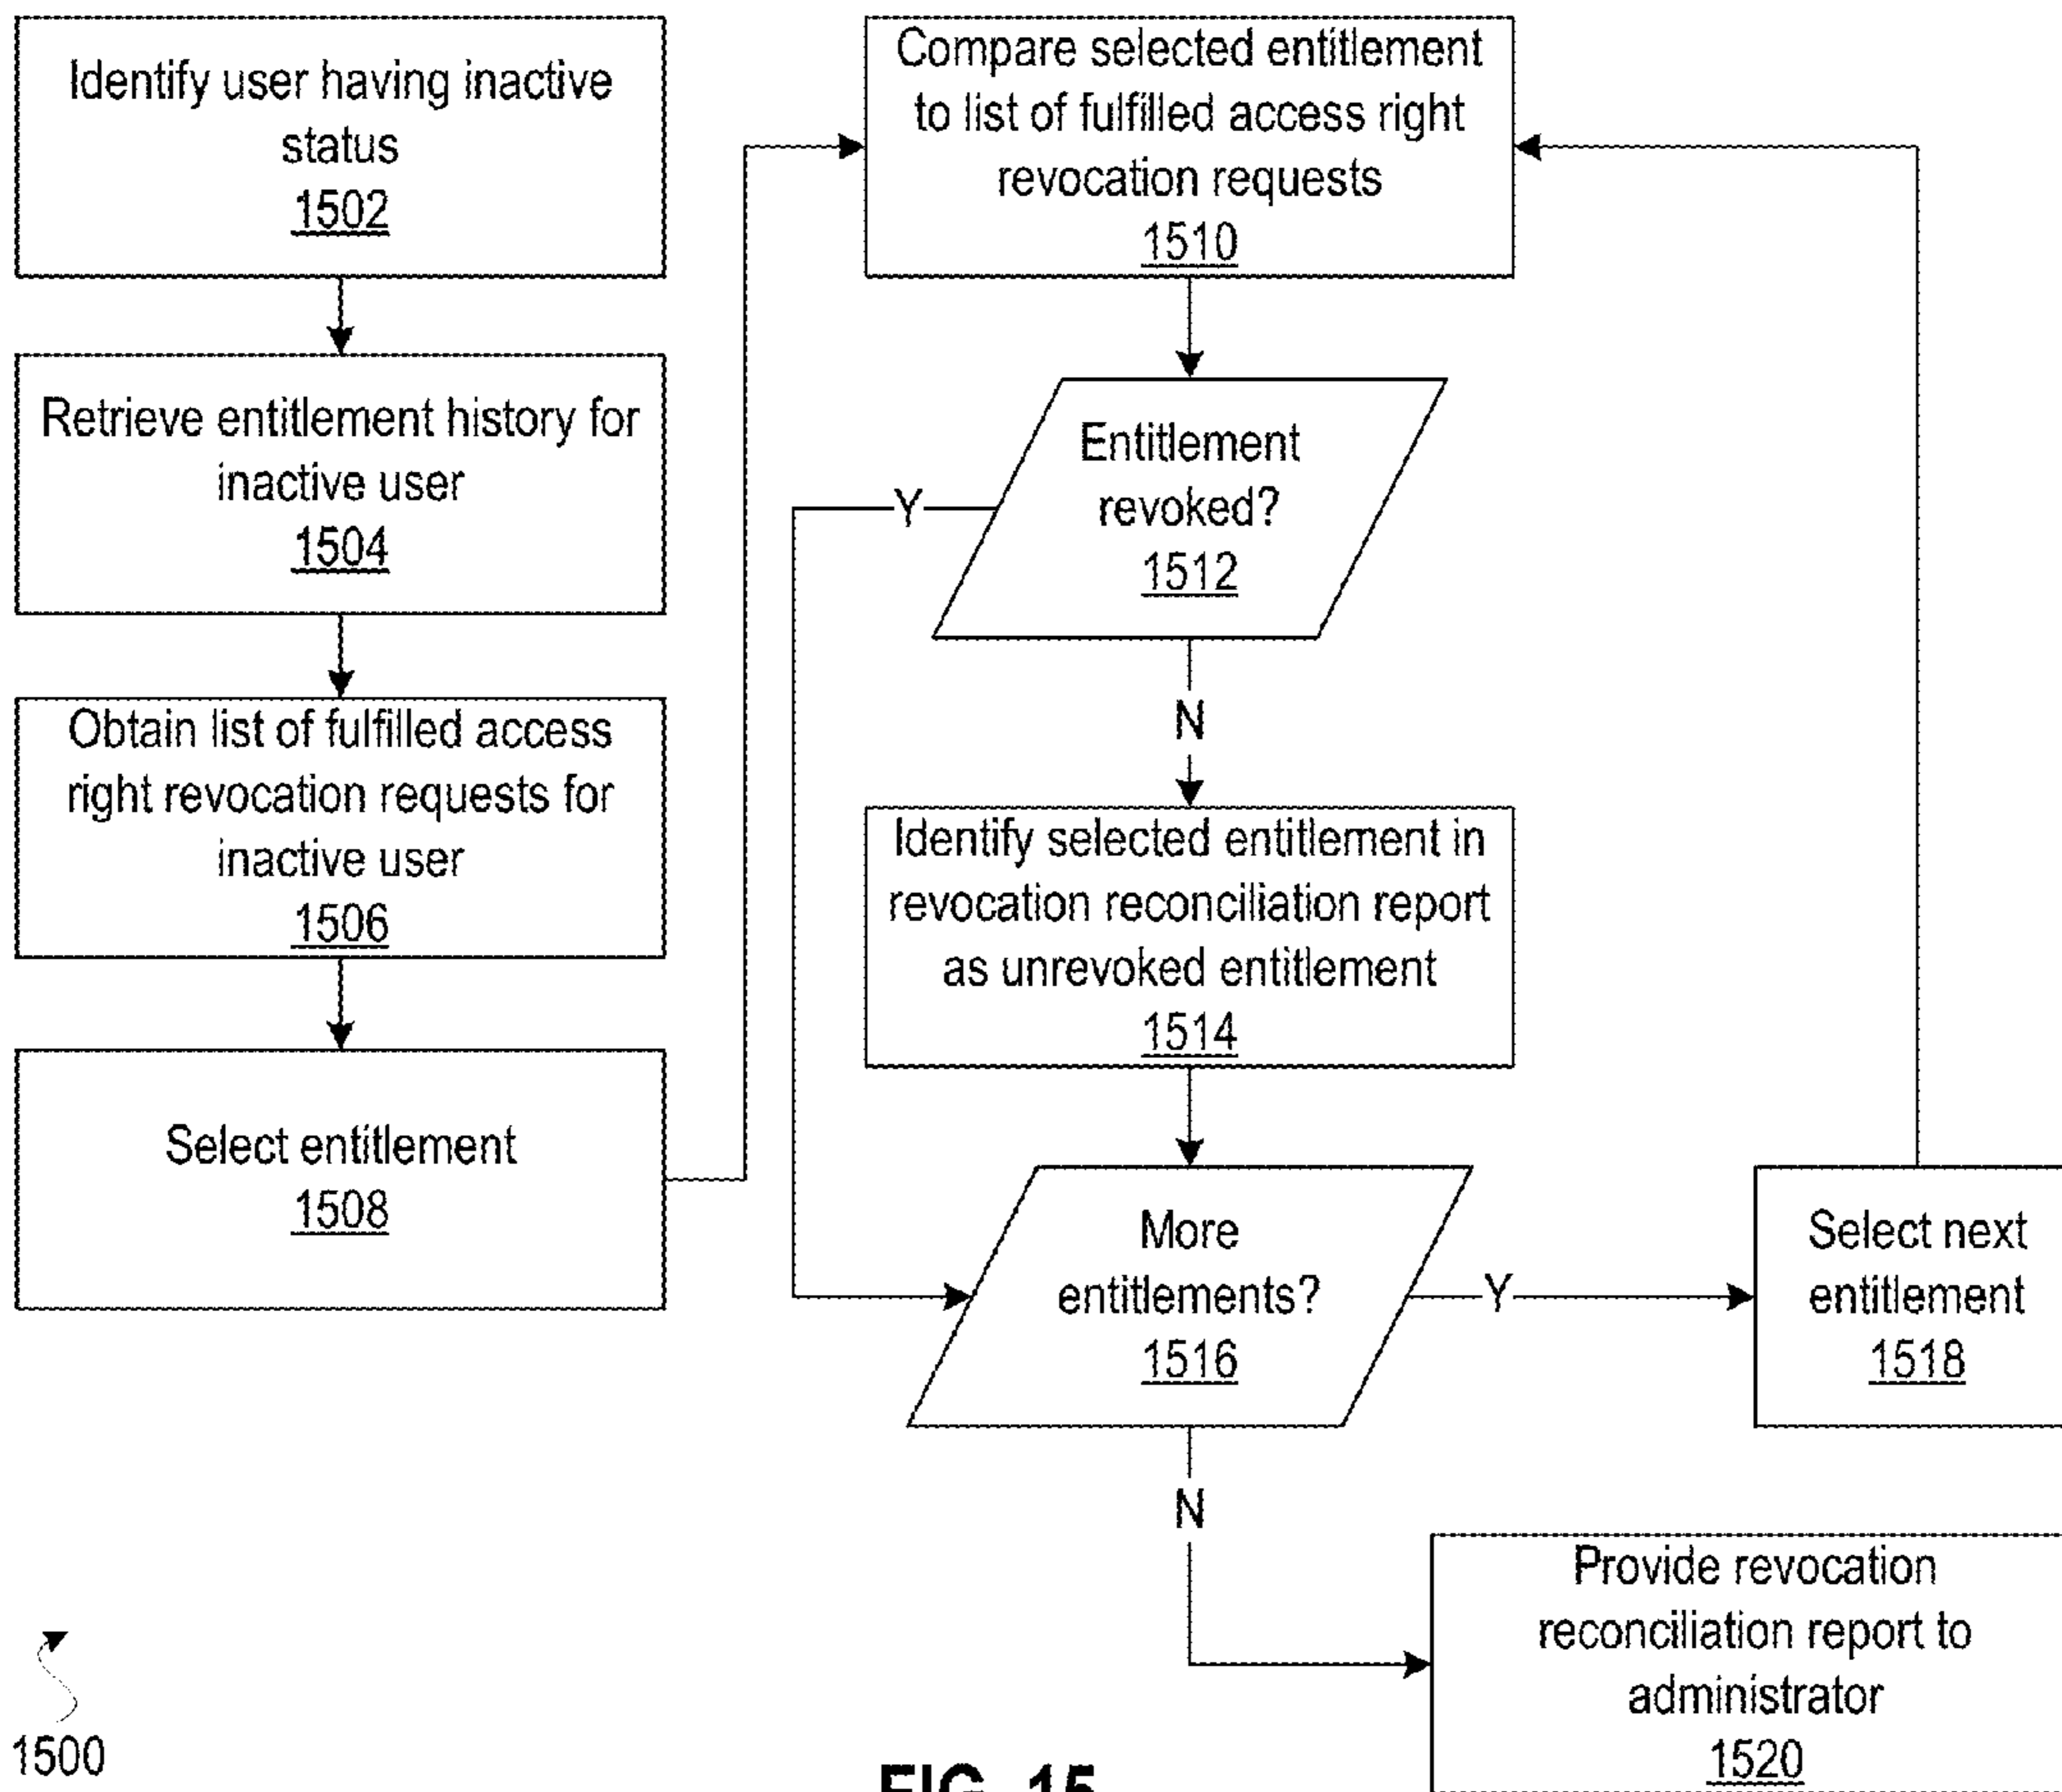 Identify user having inactive
status
1502
Retrieve entitlement history for
inactive user
1504
Obtain list of fulfilled access
right revocation requests for
inactive user
1506
Select entitlement
1508
Compare selected entitlement
to list of fulfilled access right
revocation requests
1510
Entitlement
revoked?
1512
Y
N
Identify selected entitlement in
revocation reconciliation report
as unrevoked entitlement
1514
More
entitlements?
1516
Y
Select next
entitlement
1518
N
Provide revocation
reconciliation report to
administrator
1520
1500
FIG. 15